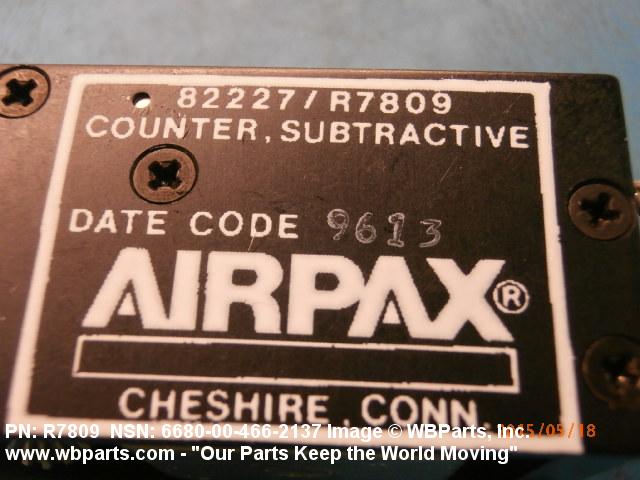 82227/R7809
COUNTER, SUBTRACTIVE
DATE CODE 9613
AIRPAX®
CHESHIRE, CONN.
PN: R7809 NSN: 6680-00-466-2137 Image © WBParts, Inc.
www.wbparts.com - "Our Parts Keep the World Moving"